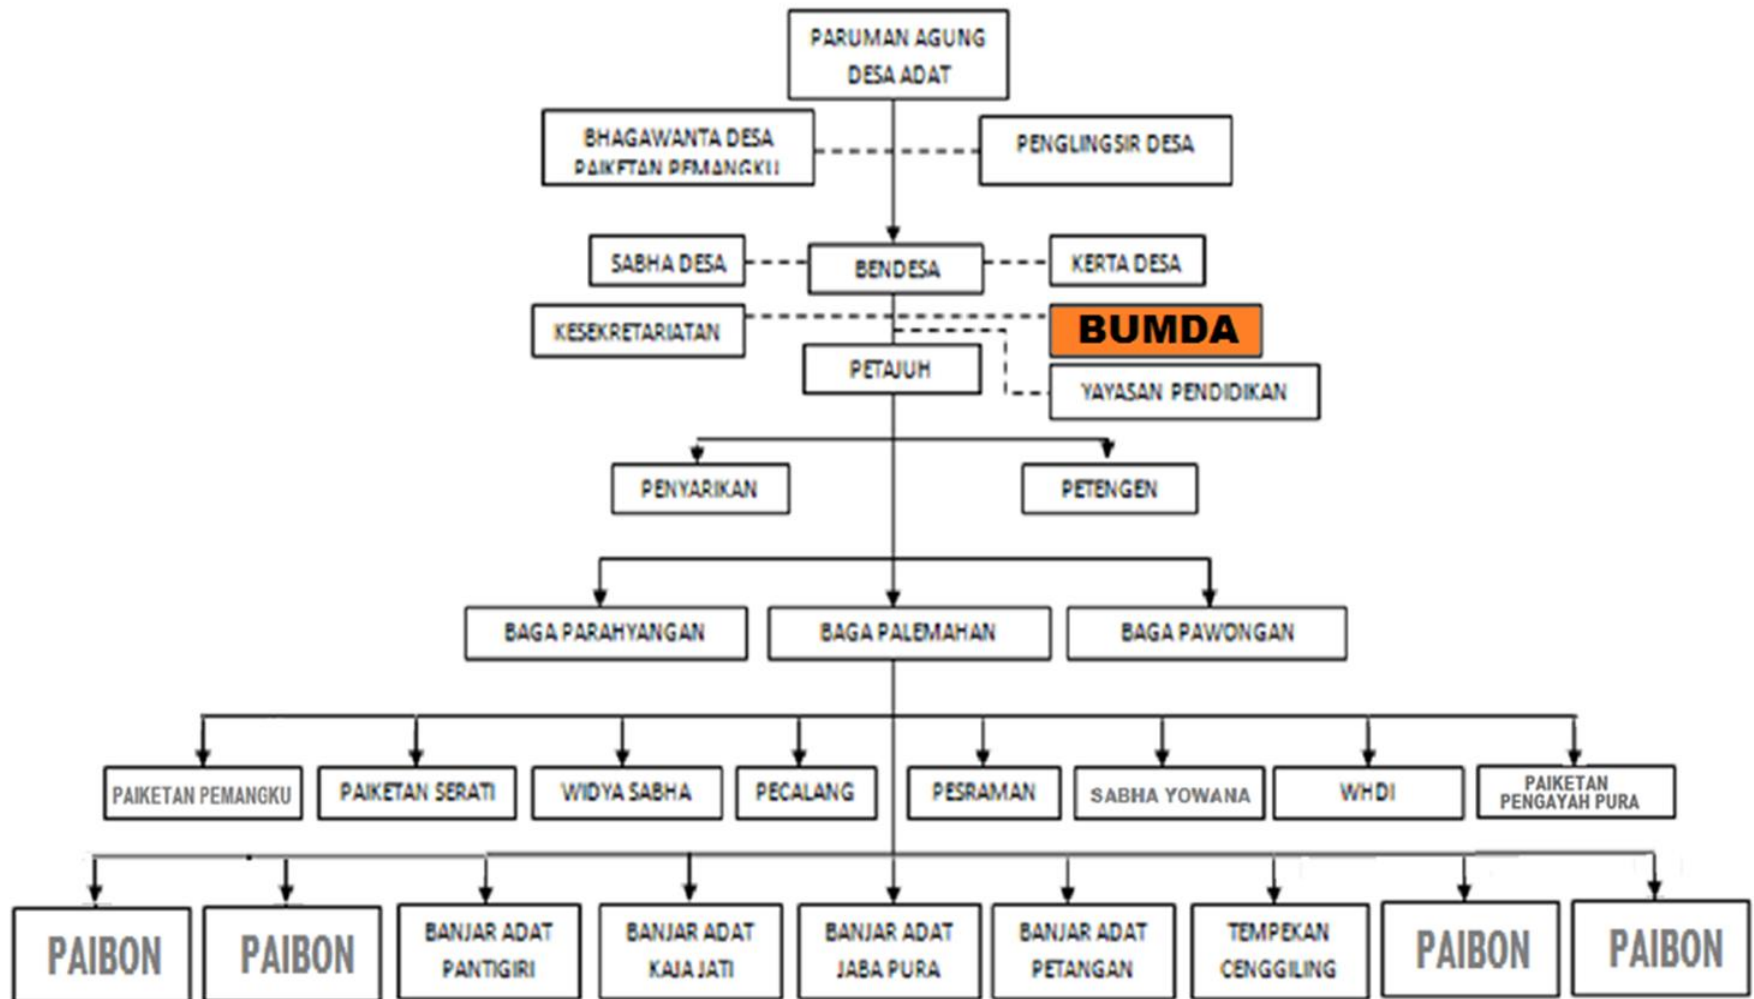 PARUMAN AGUNG
DESA ADAT
BHAGAWANTA DESA
PAIKETAN PEMANGKU
PENGLINGSIR DESA
SABHA DESA
BENDESA
KERTA DESA
KESEKRETARIATAN
BUMDA
PETAJUH
YAYASAN PENDIDIKAN
PENYARIKAN
PETENGEN
BAGA PARAHYANGAN
BAGA PALEMAHAN
BAGA PAWONGAN
PAIKETAN PEMANGKU
PAIKETAN SERATI
WIDYA SABHA
PECALANG
PESRAMAN
SABHA YOWANA
WHDI
PAIKETAN
PENGAYAH PURA
PAIBON
PAIBON
BANJAR ADAT
PANTIGIRI
BANJAR ADAT
KAJA JATI
BANJAR ADAT
JABA PURA
BANJAR ADAT
PETANGAN
TEMPEKAN
CENGGILING
PAIBON
PAIBON